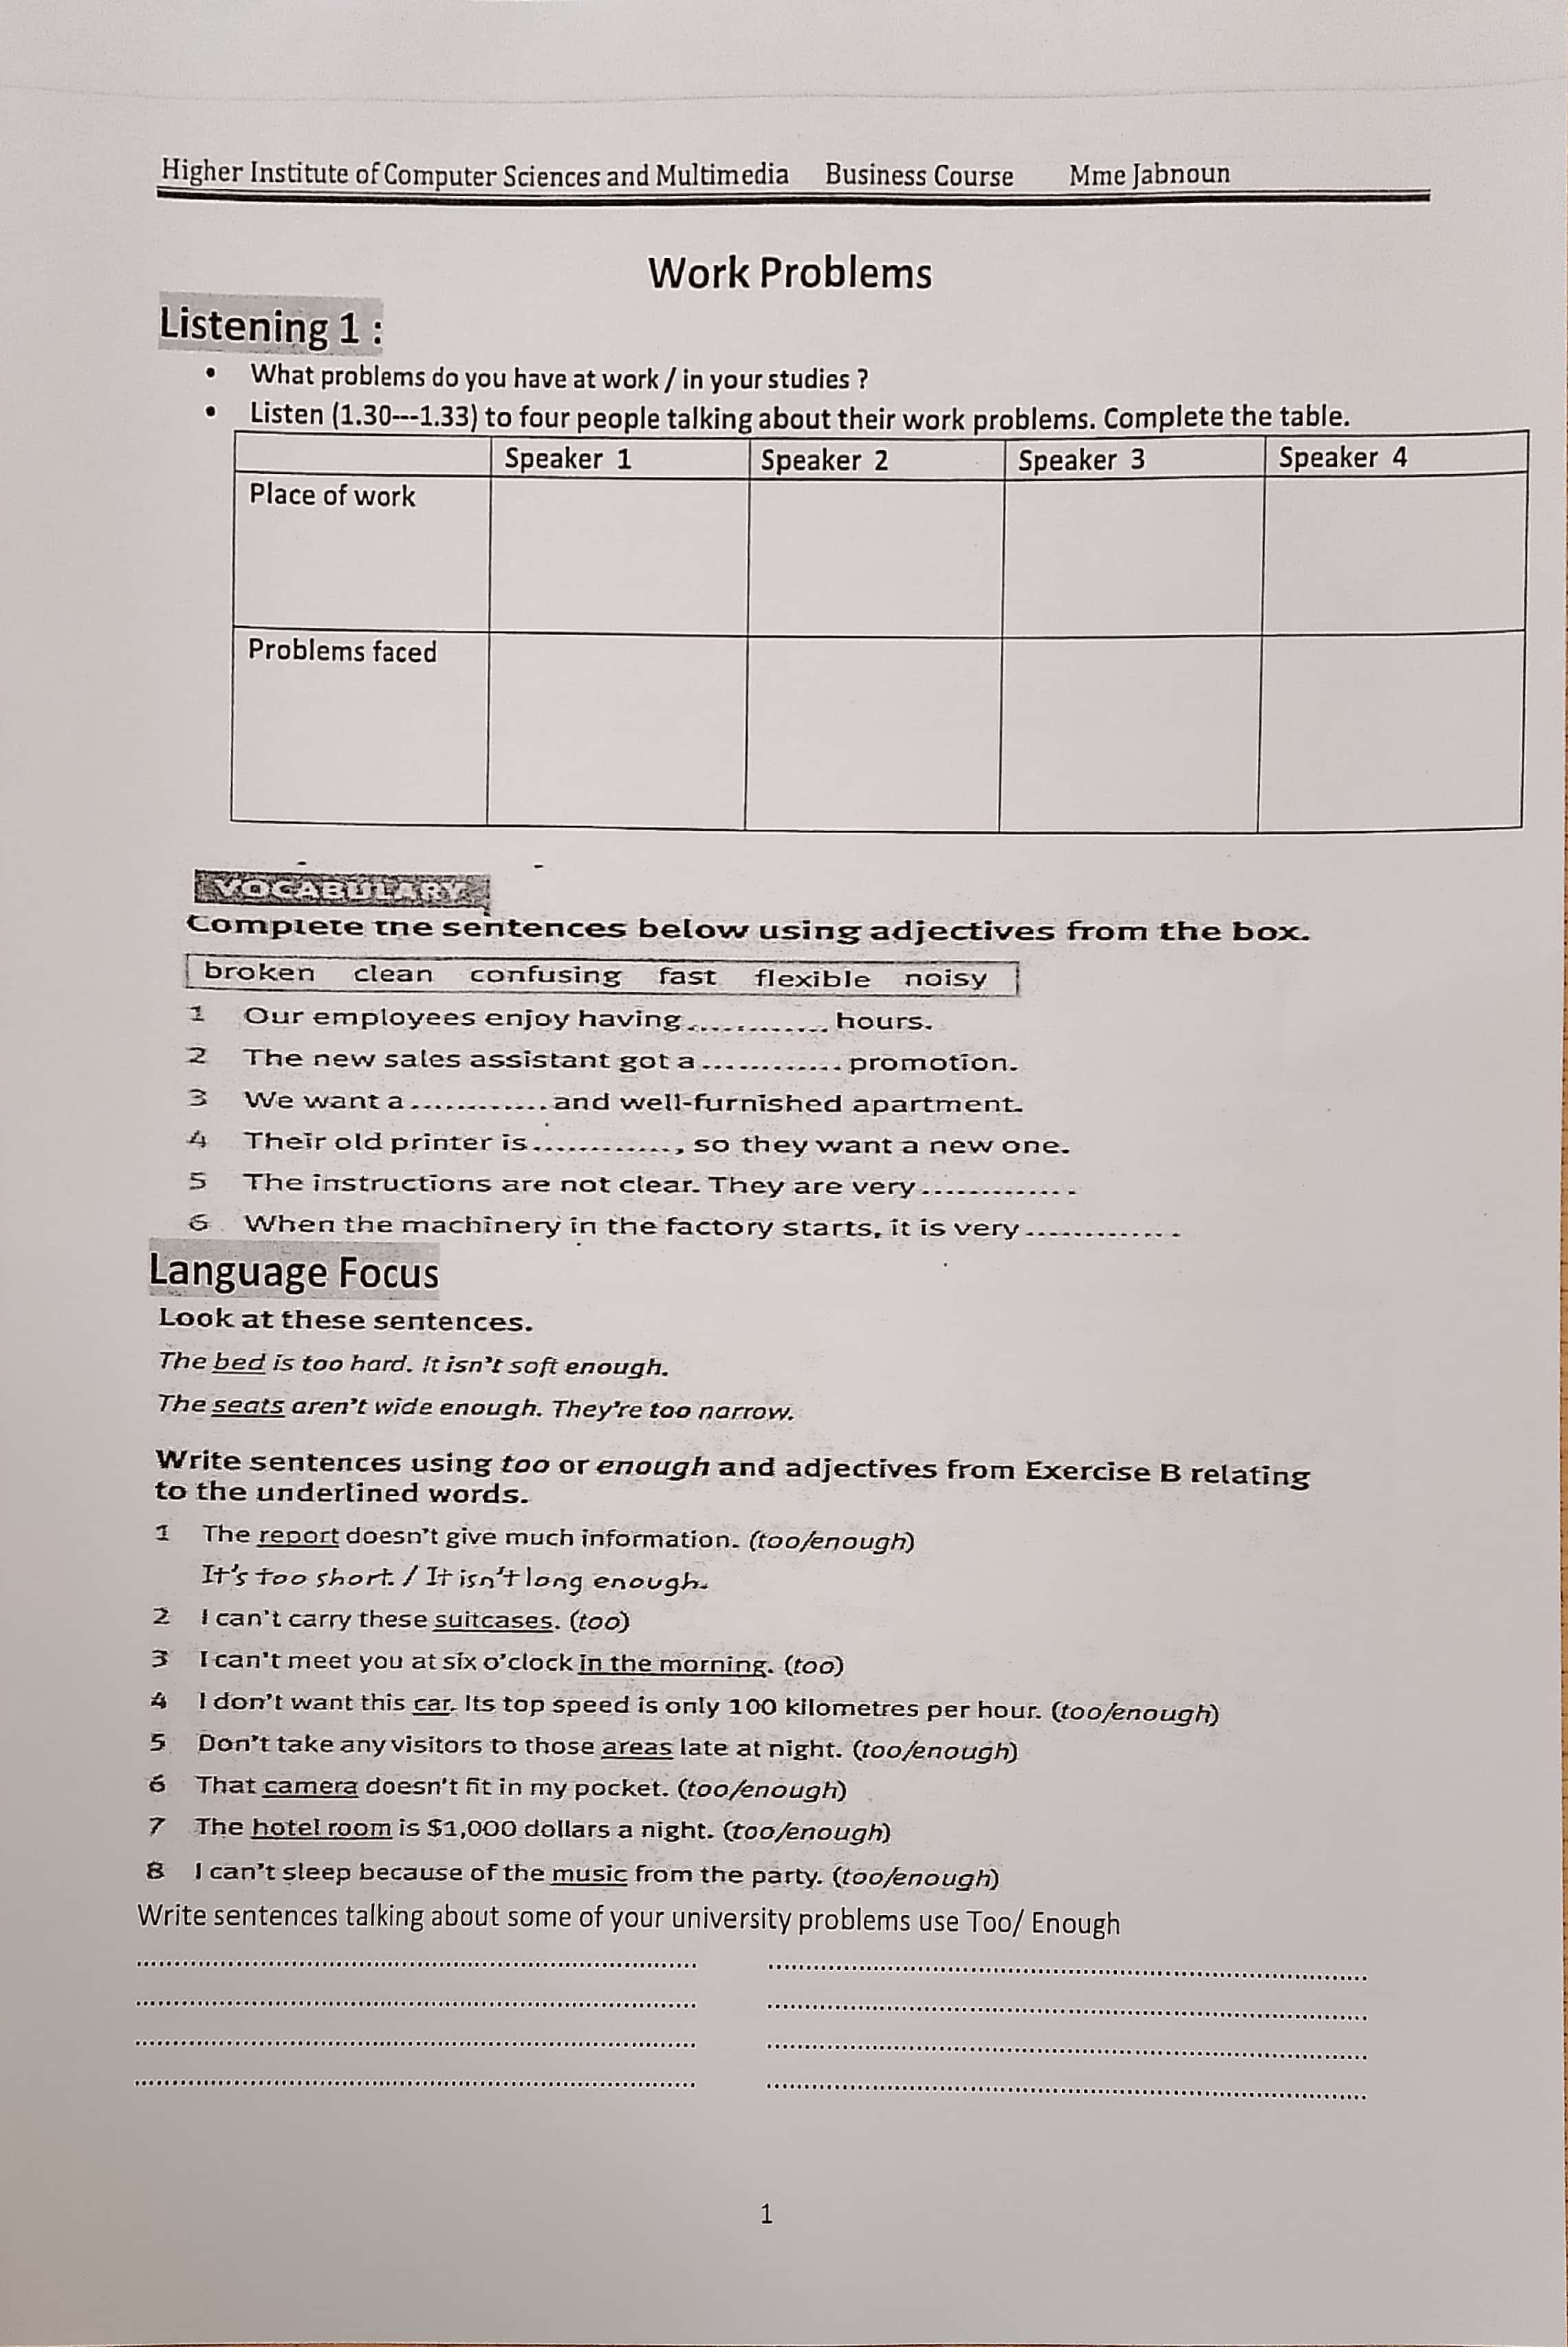 Higher Institute of Computer Sciences and Multimedia Business Course Mme Jabnoun
Work Problems
Listening 1 :
• What problems do you have at work / in your studies ?
• Listen (1.30---1.33) to four people talking about their work problems. Complete the table.
Speaker 1 Speaker 2 Speaker 3 Speaker 4
Place of work
Problems faced
VOCABULARY
Complete the sentences below using adjectives from the box.
broken clean confusing fast flexible noisy
1 Our employees enjoy having ............ hours.
2 The new sales assistant got a ............ promotion.
3 We want a ............ and well-furnished apartment.
4 Their old printer is ............, so they want a new one.
5 The instructions are not clear. They are very .............
6 When the machinery in the factory starts, it is very .............
Language Focus
Look at these sentences.
The bed is too hard. It isn't soft enough.
The seats aren't wide enough. They're too narrow.
Write sentences using too or enough and adjectives from Exercise B relating
to the underlined words.
1 The report doesn't give much information. (too/enough)
It's too short. / It isn't long enough.
2 I can't carry these suitcases. (too)
3 I can't meet you at six o'clock in the morning. (too)
4 I don't want this car. Its top speed is only 100 kilometres per hour. (too/enough)
5 Don't take any visitors to those areas late at night. (too/enough)
6 That camera doesn't fit in my pocket. (too/enough)
7 The hotel room is $1,000 dollars a night. (too/enough)
8 I can't sleep because of the music from the party. (too/enough)
Write sentences talking about some of your university problems use Too/ Enough
1